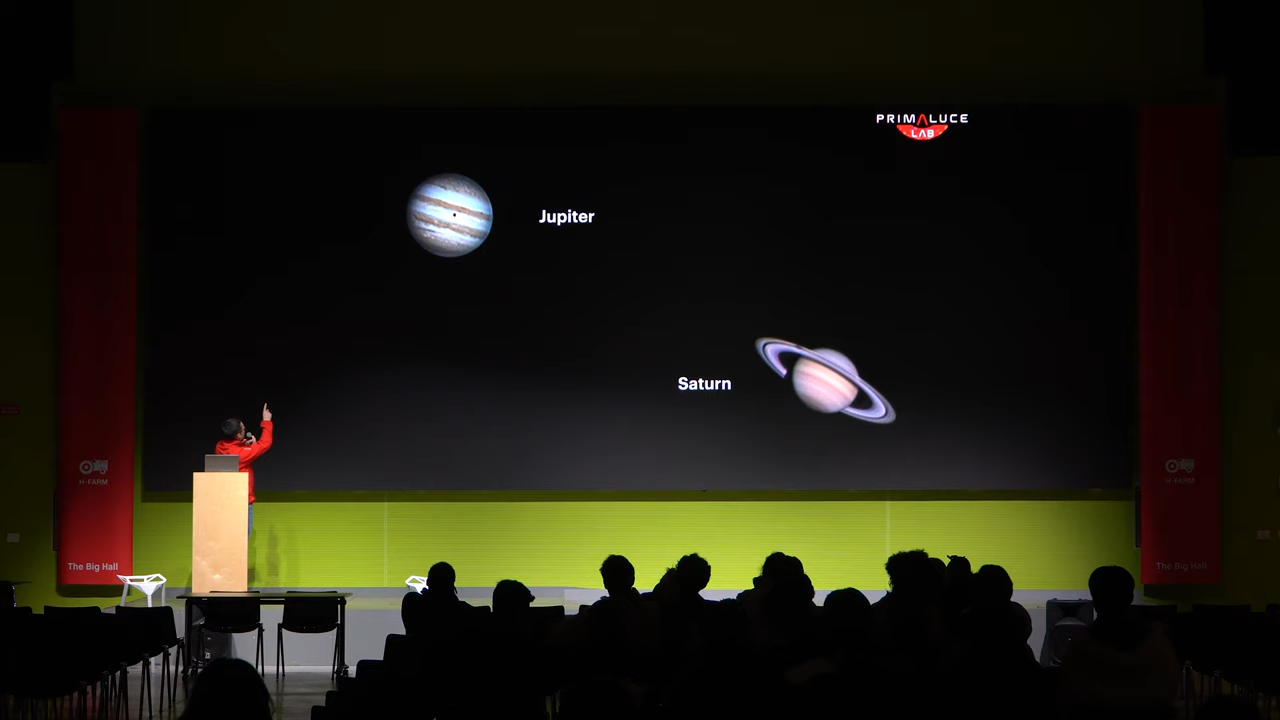 PRIMALUCE
LAB
Jupiter
Saturn
H-FARM
H-FARM
The Big Hall
The Big Hall